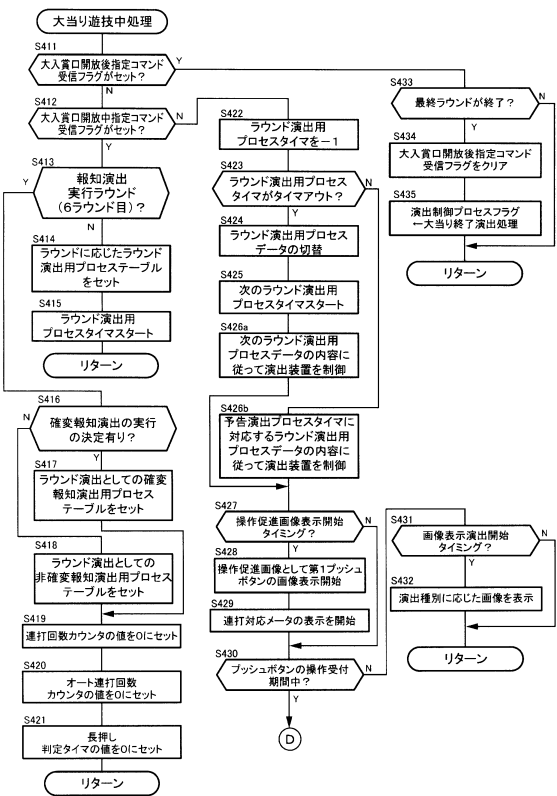 大当り遊技中処理
S411
大入賞口開放後指定コマンド
受信フラグがセット？
Y
N
S412
大入賞口開放中指定コマンド
受信フラグがセット？
N
Y
S413
報知演出
実行ラウンド
（6ラウンド目）？
Y
N
S414
ラウンドに応じたラウンド
演出用プロセステーブル
をセット
S415
ラウンド演出用
プロセスタイマスタート
リターン
S416
確変報知演出の実行
の決定有り？
N
Y
S417
ラウンド演出としての確変
報知演出用プロセス
テーブルをセット
S418
ラウンド演出としての
非確変報知演出用プロセス
テーブルをセット
S419
連打回数カウンタの値を0にセット
S420
オート連打回数
カウンタの値を0にセット
S421
長押し
判定タイマの値を0にセット
リターン
S422
ラウンド演出用
プロセスタイマを－1
S423
ラウンド演出用プロセス
タイマがタイムアウト？
N
Y
S424
ラウンド演出用プロセス
データの切替
S425
次のラウンド演出用
プロセスタイマスタート
S426a
次のラウンド演出用
プロセスデータの内容に
従って演出装置を制御
S426b
予告演出プロセスタイマに
対応するラウンド演出用
プロセスデータの内容に
従って演出装置を制御
S427
操作促進画像表示開始
タイミング？
N
Y
S428
操作促進画像として第1プッシュ
ボタンの画像表示開始
S429
連打対応メータの表示を開始
S430
プッシュボタンの操作受付
期間中？
N
Y
D
S431
画像表示演出開始
タイミング？
N
Y
S432
演出種別に応じた画像を表示
リターン
S433
最終ラウンドが終了？
N
Y
S434
大入賞口開放後指定コマンド
受信フラグをクリア
S435
演出制御プロセスフラグ
←大当り終了演出処理
リターン